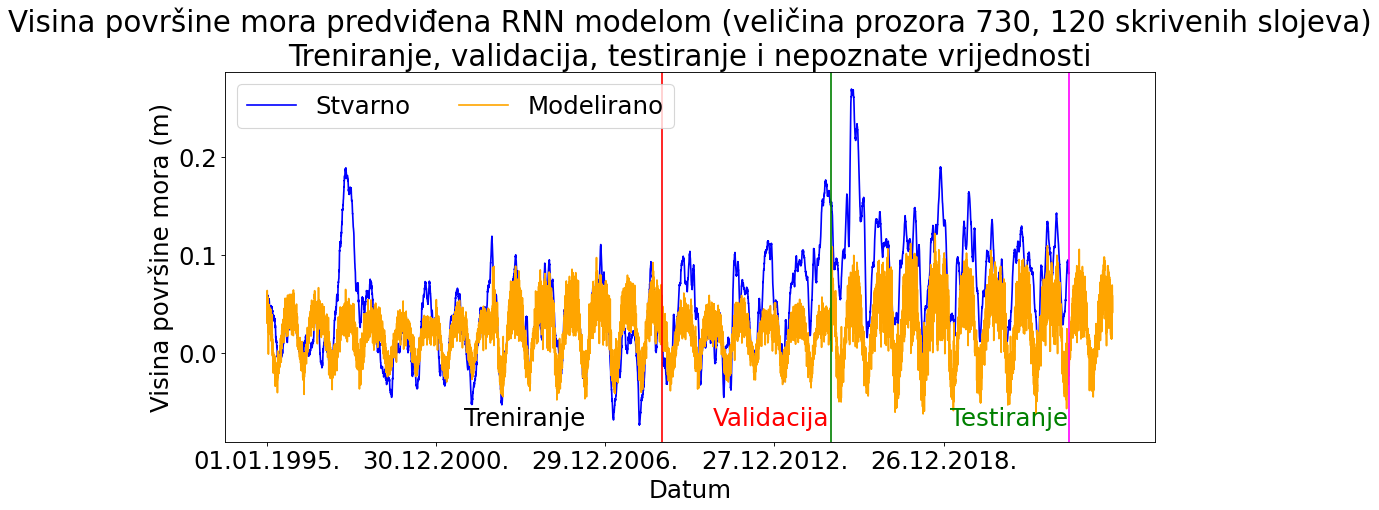 Visina površine mora predviđena RNN modelom (veličina prozora 730, 120 skrivenih slojeva)
Treniranje, validacija, testiranje i nepoznate vrijednosti
Stvarno Modelirano
Visina površine mora (m)
0.2
0.1
0.0
Treniranje Validacija Testiranje
01.01.1995. 30.12.2000. 29.12.2006. 27.12.2012. 26.12.2018.
Datum